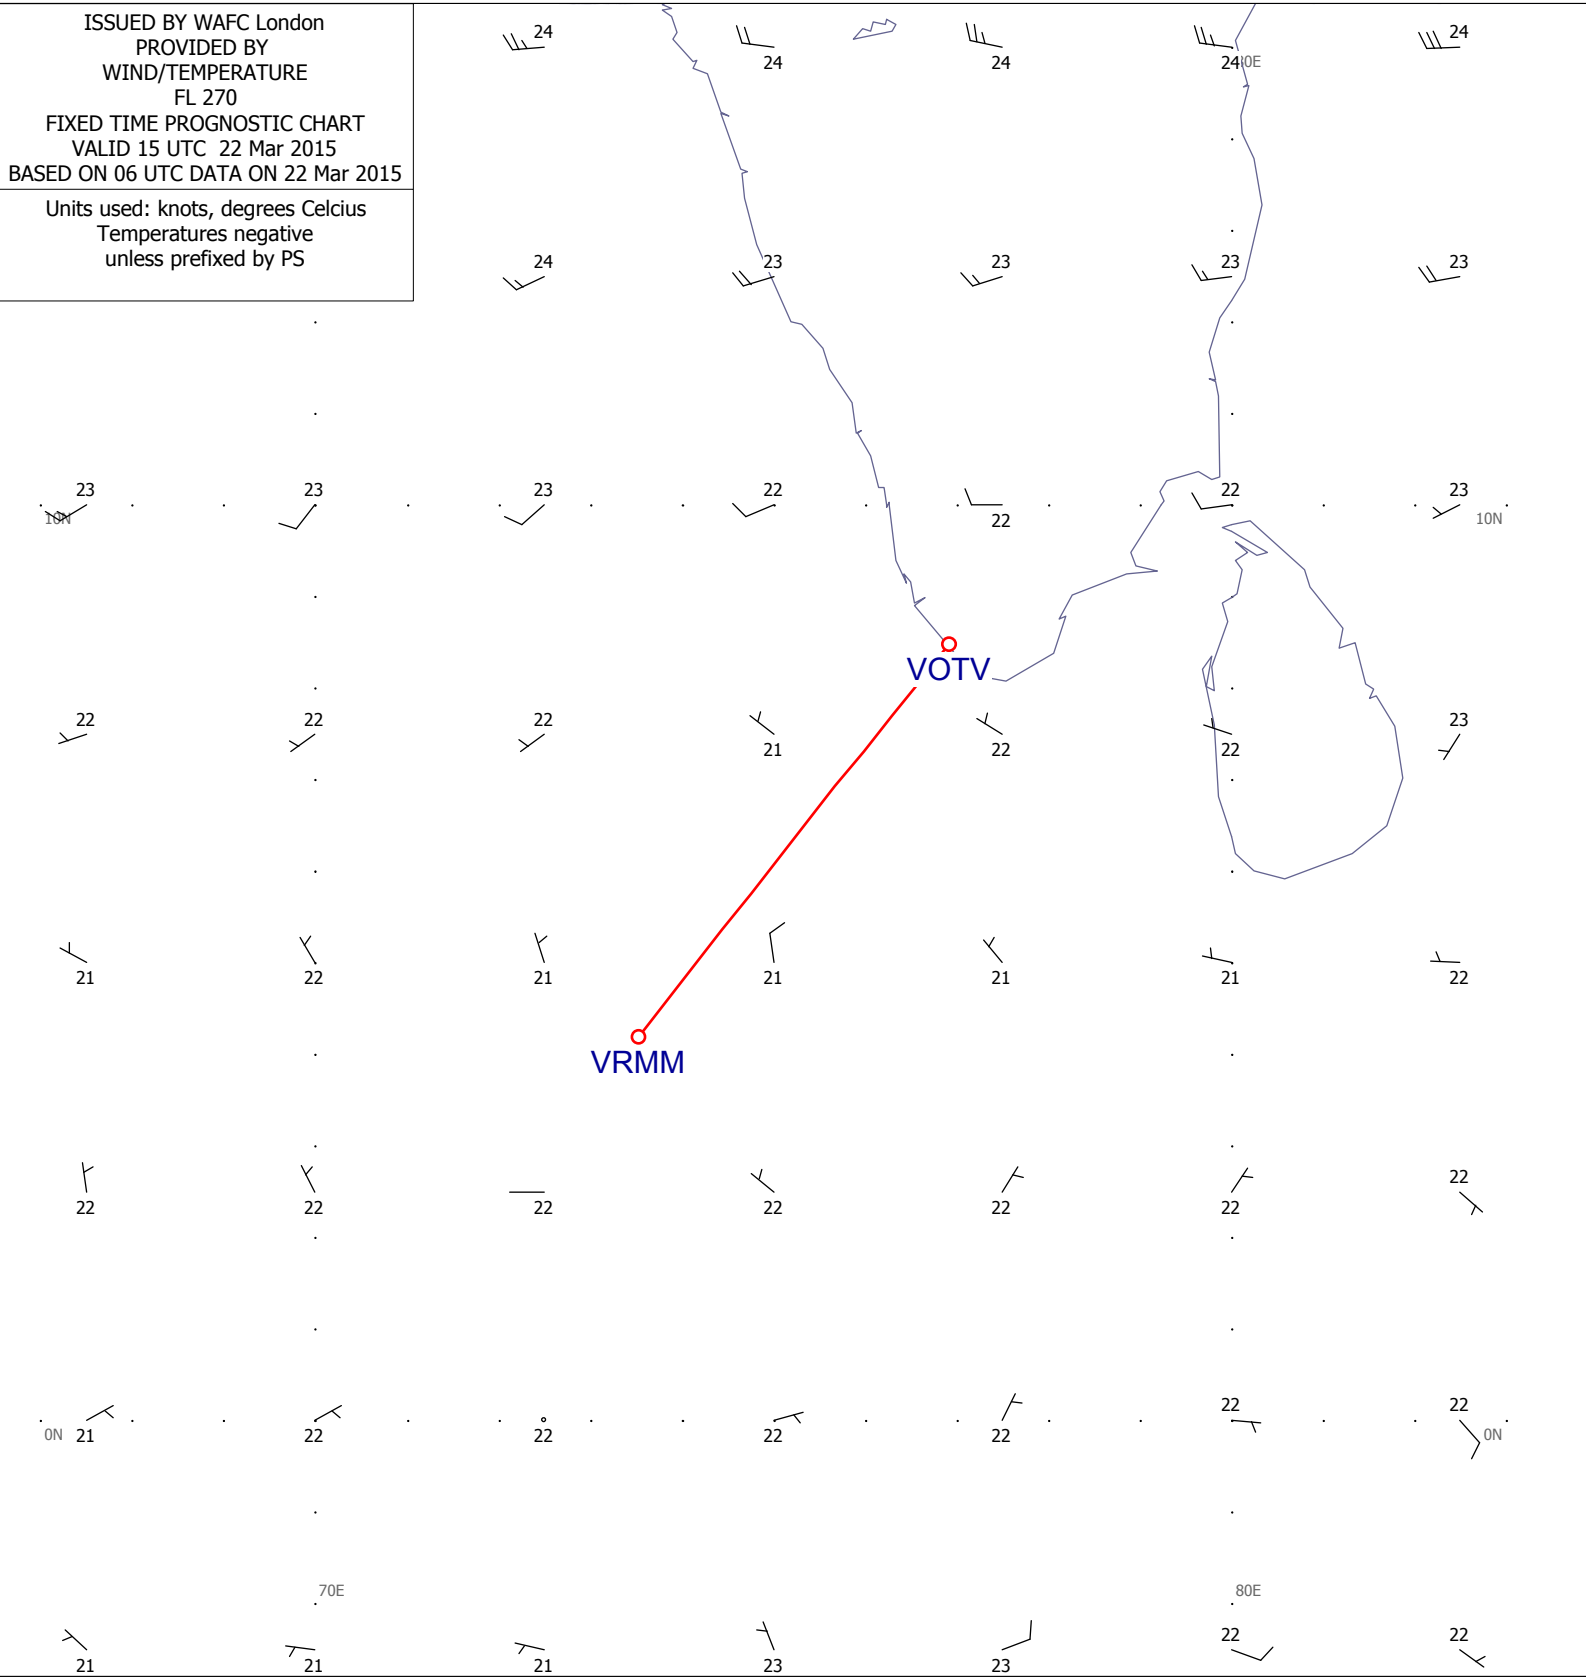 ISSUED BY WAFC London
PROVIDED BY
WIND/TEMPERATURE
FL 270
FIXED TIME PROGNOSTIC CHART
VALID 15 UTC 22 Mar 2015
BASED ON 06 UTC DATA ON 22 Mar 2015
Units used: knots, degrees Celcius
Temperatures negative
unless prefixed by PS
24 24 24 24 24
24 23 23 23 23
23 23 23 22 22 22 23
10N 10N
VOTV
22 22 22 21 22 22 23
21 22 21 21 21 21 22
VRMM
22 22 22 22 22 22 22
0N 21 22 22 22 22 22 22 0N
70E 80E
21 21 21 23 23 22 22